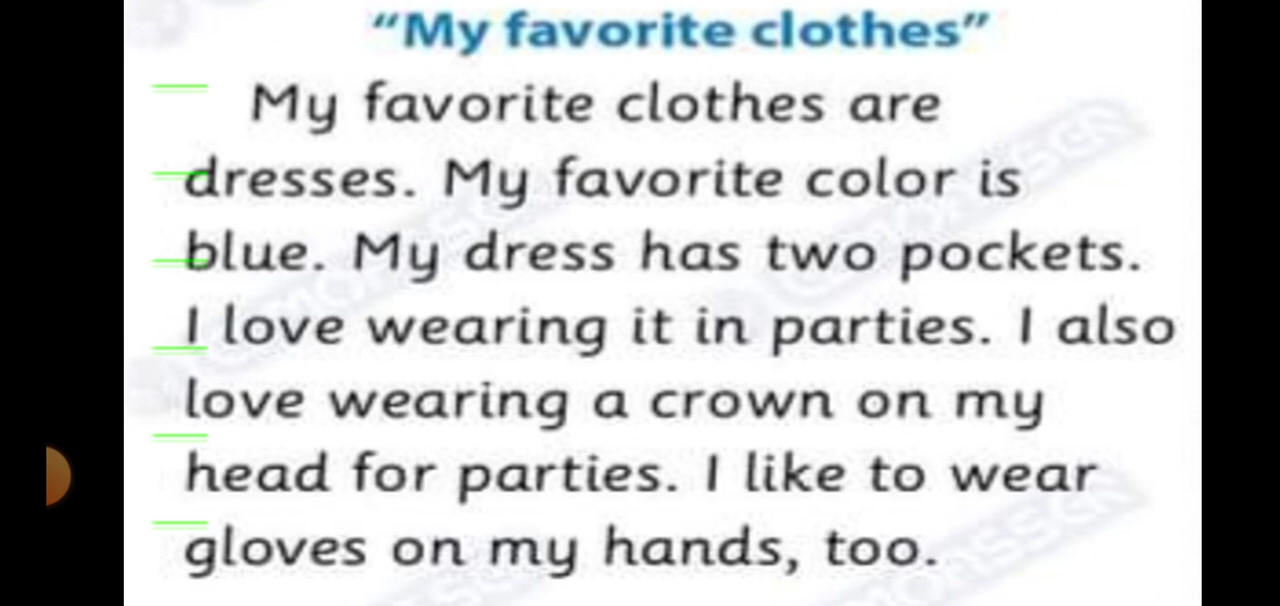 “My favorite clothes”
My favorite clothes are
dresses. My favorite color is
blue. My dress has two pockets.
I love wearing it in parties. I also
love wearing a crown on my
head for parties. I like to wear
gloves on my hands, too.